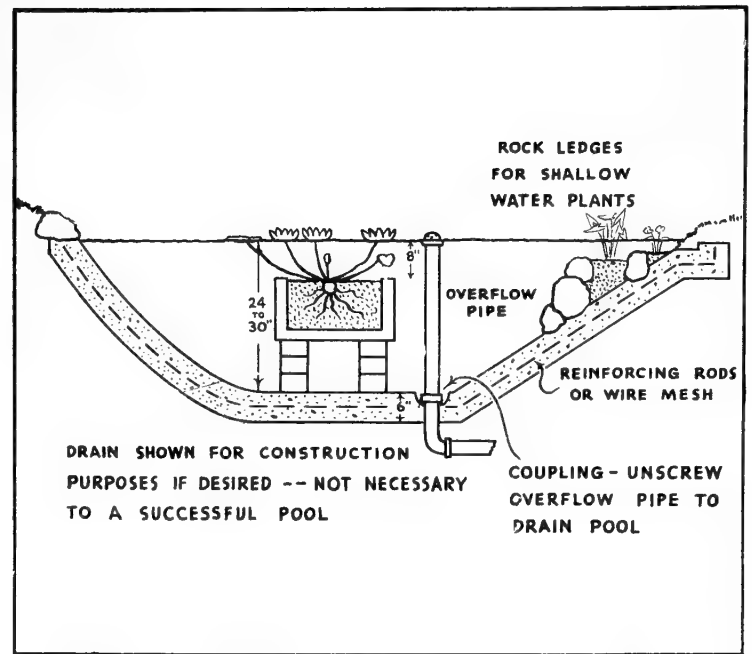 ROCK LEDGES
FOR SHALLOW
WATER PLANTS
8"
24
TO
30"
OVERFLOW
PIPE
REINFORCING RODS
OR WIRE MESH
6"
DRAIN SHOWN FOR CONSTRUCTION
PURPOSES IF DESIRED -- NOT NECESSARY
TO A SUCCESSFUL POOL
COUPLING - UNSCREW
OVERFLOW PIPE TO
DRAIN POOL